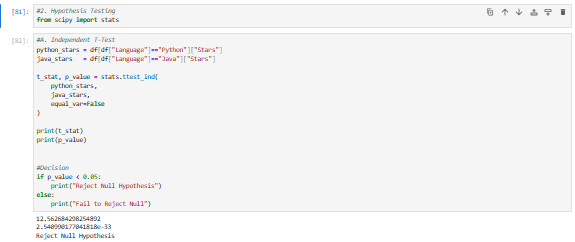 [81]:
#2. Hypothesis Testing
from scipy import stats
[82]:
#A. Independent T-Test
python_stars = df[df["Language"]=="Python"]["Stars"]
java_stars   = df[df["Language"]=="Java"]["Stars"]
t_stat, p_value = stats.ttest_ind(
    python_stars,
    java_stars,
    equal_var=False
)
print(t_stat)
print(p_value)
#Decision
if p_value < 0.05:
    print("Reject Null Hypothesis")
else:
    print("Fail to Reject Null")
12.562684298254892
2.540990177041818e-33
Reject Null Hypothesis